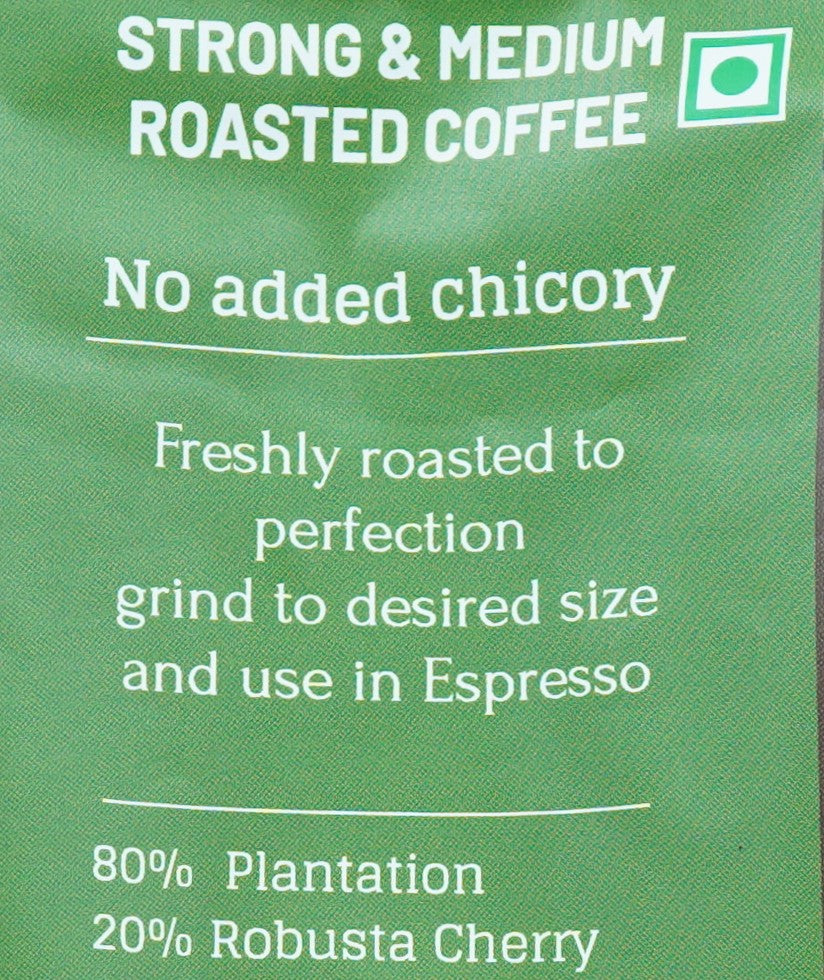 STRONG & MEDIUM
ROASTED COFFEE
No added chicory
Freshly roasted to
perfection
grind to desired size
and use in Espresso
80% Plantation
20% Robusta Cherry